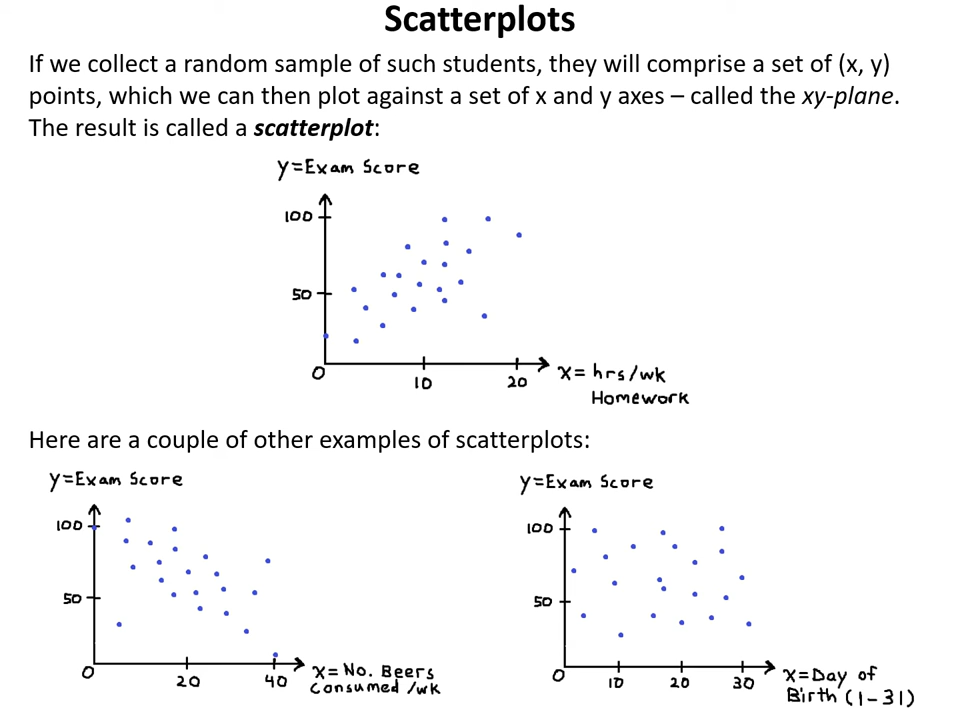 Scatterplots
If we collect a random sample of such students, they will comprise a set of (x, y)
points, which we can then plot against a set of x and y axes – called the xy-plane.
The result is called a scatterplot:
y=Exam Score
100
50
0
10
20
x= hrs/wk
Homework
Here are a couple of other examples of scatterplots:
y=Exam Score
100
50
0
20
40
x= No. Beers
Consumed /wk
y=Exam Score
100
50
0
10
20
30
x=Day of
Birth (1-31)